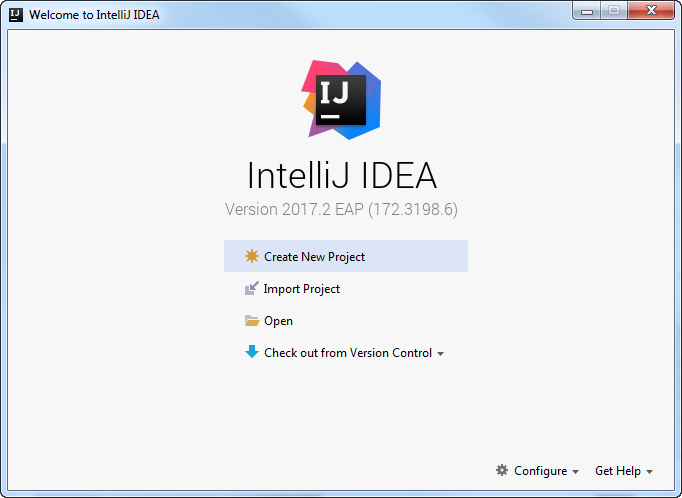 Welcome to IntelliJ IDEA
IJ
IntelliJ IDEA
Version 2017.2 EAP (172.3198.6)
Create New Project
Import Project
Open
Check out from Version Control
Configure
Get Help